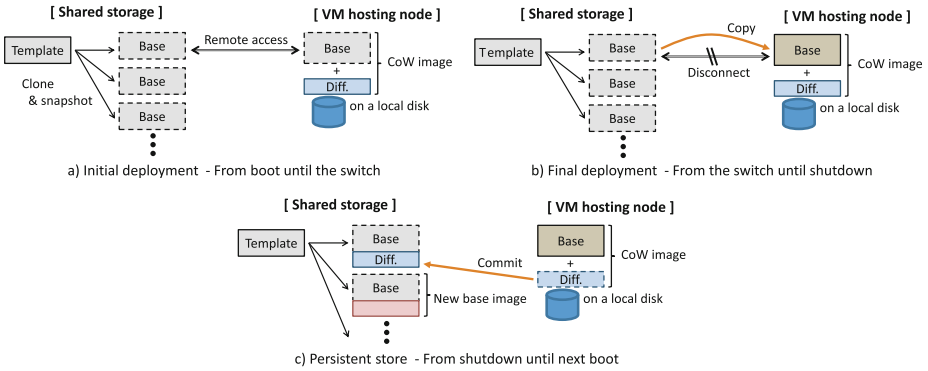 [ Shared storage ]
[ VM hosting node ]
Template
Base
Base
Base
Clone
& snapshot
Remote access
Base
+
Diff.
CoW image
on a local disk
a) Initial deployment - From boot until the switch
[ Shared storage ]
[ VM hosting node ]
Template
Base
Base
Base
Copy
Disconnect
Base
+
Diff.
CoW image
on a local disk
b) Final deployment - From the switch until shutdown
[ Shared storage ]
[ VM hosting node ]
Template
Base
Diff.
Base
New base image
Commit
Base
+
Diff.
CoW image
on a local disk
c) Persistent store - From shutdown until next boot